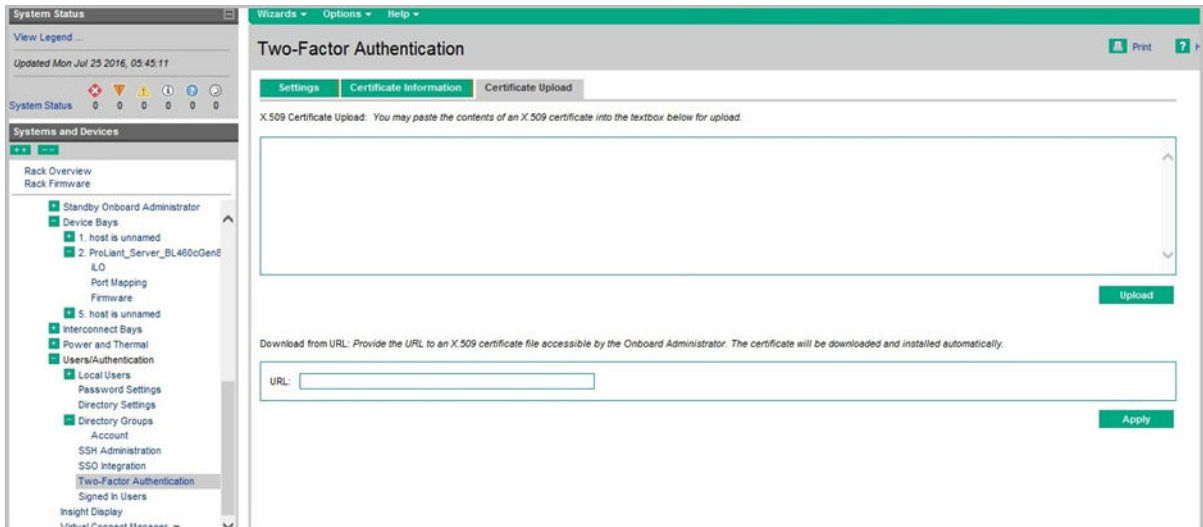 System Status
View Legend ...
Updated Mon Jul 25 2016, 05:45:11
System Status 0 0 0 0 0 0
Systems and Devices
Rack Overview
Rack Firmware
Standby Onboard Administrator
Device Bays
1. host is unnamed
2. ProLiant_Server_BL460cGen8
iLO
Port Mapping
Firmware
5. host is unnamed
Interconnect Bays
Power and Thermal
Users/Authentication
Local Users
Password Settings
Directory Settings
Directory Groups
Account
SSH Administration
SSO Integration
Two-Factor Authentication
Signed In Users
Insight Display
Virtual Connect Manager
Wizards Options Help
Two-Factor Authentication
Print ? H
Settings Certificate Information Certificate Upload
X.509 Certificate Upload: You may paste the contents of an X.509 certificate into the textbox below for upload.
Upload
Download from URL: Provide the URL to an X.509 certificate file accessible by the Onboard Administrator. The certificate will be downloaded and installed automatically.
URL:
Apply